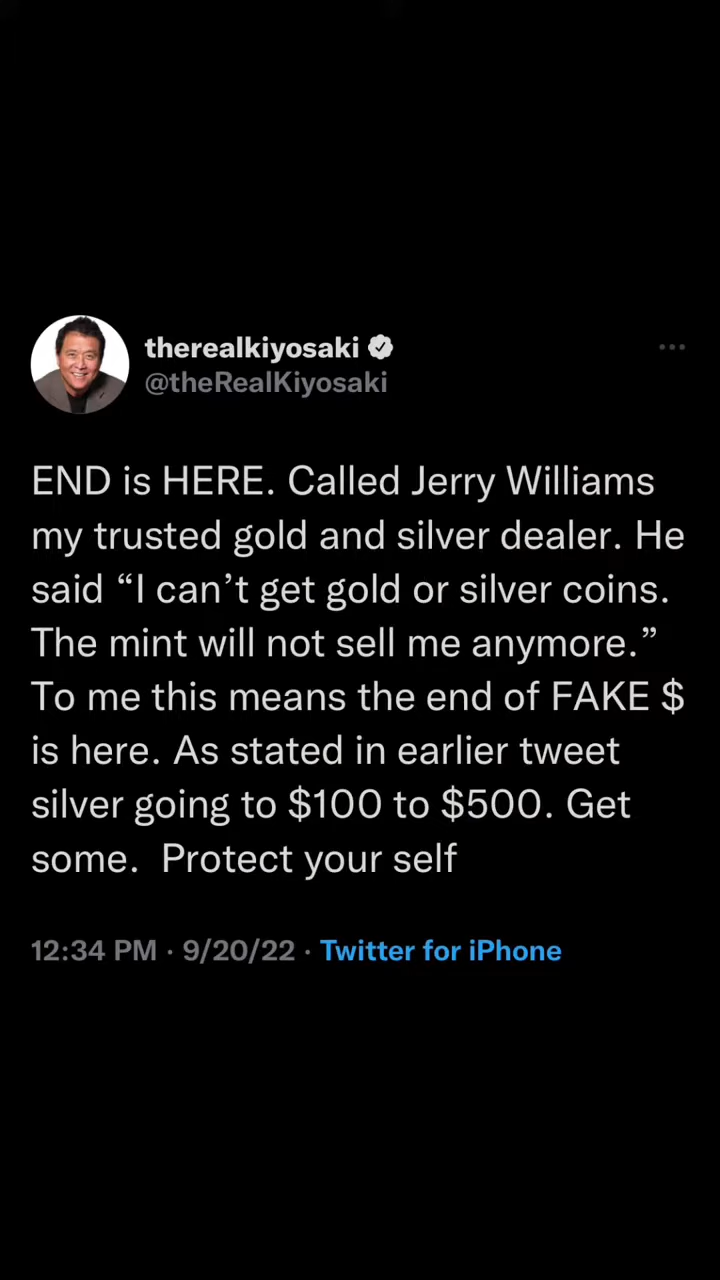 therealkiyosaki
@theRealKiyosaki
END is HERE. Called Jerry Williams
my trusted gold and silver dealer. He
said “I can’t get gold or silver coins.
The mint will not sell me anymore.”
To me this means the end of FAKE $
is here. As stated in earlier tweet
silver going to $100 to $500. Get
some.  Protect your self
12:34 PM · 9/20/22 · Twitter for iPhone